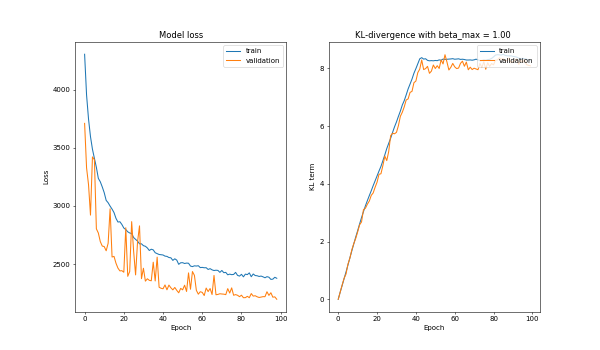 Model loss
train
validation
4000
3500
3000
2500
Loss
0
20
40
60
80
100
Epoch
KL-divergence with beta_max = 1.00
train
validation
8
6
4
2
0
KL term
0
20
40
60
80
100
Epoch